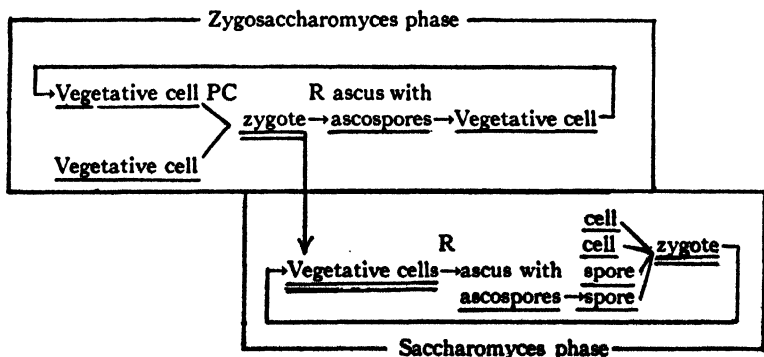 Zygosaccharomyces phase
Vegetative cell PC R ascus with
zygote → ascospores → Vegetative cell
Vegetative cell
cell
R cell zygote
Vegetative cells → ascus with spore
ascospores → spore
Saccharomyces phase